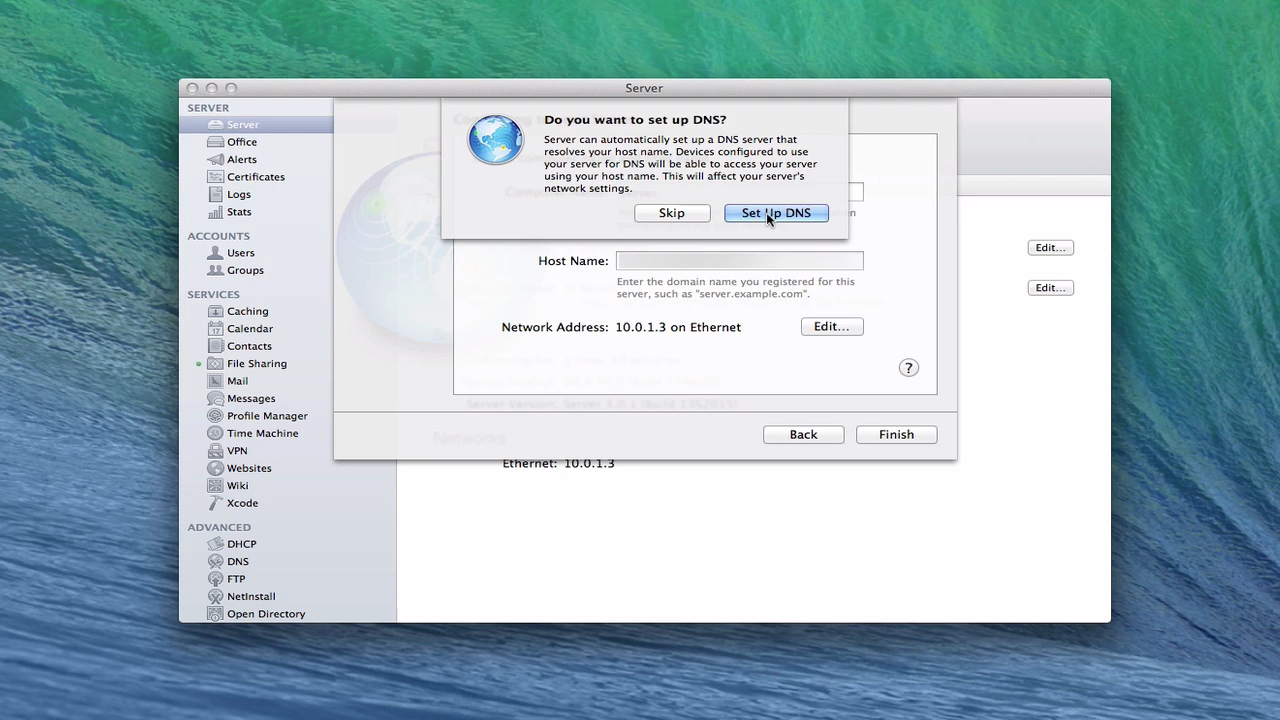 Server
SERVER
Server
Office
Alerts
Certificates
Logs
Stats
ACCOUNTS
Users
Groups
SERVICES
Caching
Calendar
Contacts
File Sharing
Mail
Messages
Profile Manager
Time Machine
VPN
Websites
Wiki
Xcode
ADVANCED
DHCP
DNS
FTP
NetInstall
Open Directory
Do you want to set up DNS?
Server can automatically set up a DNS server that
resolves your host name. Devices configured to use
your server for DNS will be able to access your server
using your host name. This will affect your server's
network settings.
Skip
Set Up DNS
Host Name:
Enter the domain name you registered for this
server, such as "server.example.com".
Network Address: 10.0.1.3 on Ethernet
Edit...
?
Back
Finish
Networks
Ethernet: 10.0.1.3
Edit...
Edit...